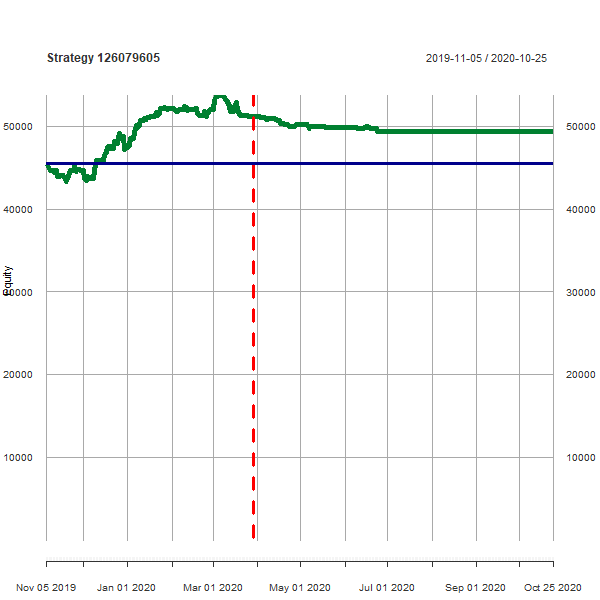 Strategy 126079605
2019-11-05 / 2020-10-25
50000
50000
40000
40000
Equity
30000
30000
20000
20000
10000
10000
Nov 05 2019
Jan 01 2020
Mar 01 2020
May 01 2020
Jul 01 2020
Sep 01 2020
Oct 25 2020